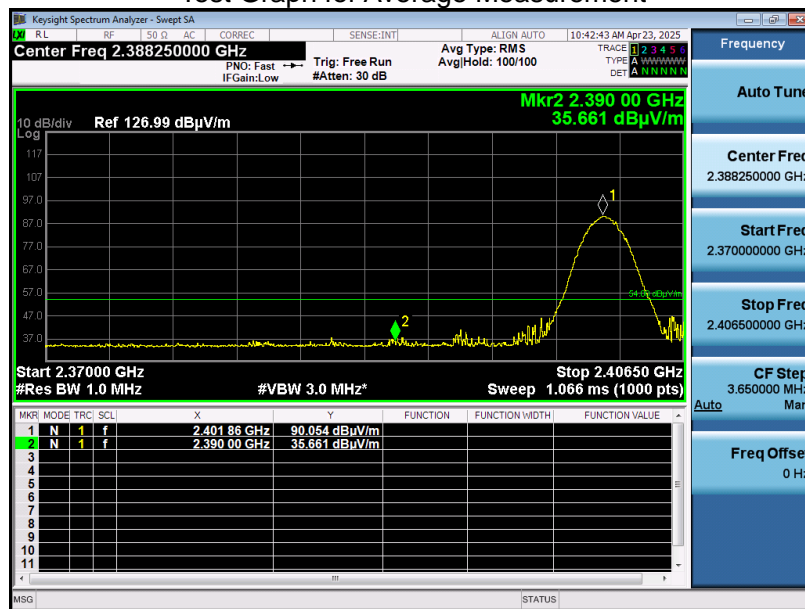 Test Graph for Average Measurement
Keysight Spectrum Analyzer - Swept SA
LXI RL RF 50 Ω AC CORREC SENSE:INT ALIGN AUTO 10:42:43 AM Apr 23, 2025
Center Freq 2.388250000 GHz
PNO: Fast
IFGain:Low
Trig: Free Run
#Atten: 30 dB
Avg Type: RMS
Avg|Hold: 100/100
TRACE 1 2 3 4 5 6
TYPE A WWWWW
DET A N N N N N
Mkr2 2.390 00 GHz
35.661 dBµV/m
10 dB/div Ref 126.99 dBµV/m
Log
117
107
97.0
87.0
77.0
67.0
57.0
47.0
37.0
1
2
Start 2.37000 GHz Stop 2.40650 GHz
#Res BW 1.0 MHz #VBW 3.0 MHz* Sweep 1.066 ms (1000 pts)
MKR MODE TRC SCL X Y FUNCTION FUNCTION WIDTH FUNCTION VALUE
1 N 1 f 2.401 86 GHz 90.054 dBµV/m
2 N 1 f 2.390 00 GHz 35.661 dBµV/m
3
4
5
6
7
8
9
10
11
MSG STATUS
Frequency
Auto Tune
Center Freq
2.388250000 GHz
Start Freq
2.370000000 GHz
Stop Freq
2.406500000 GHz
CF Step
3.650000 MHz
Auto Man
Freq Offset
0 Hz